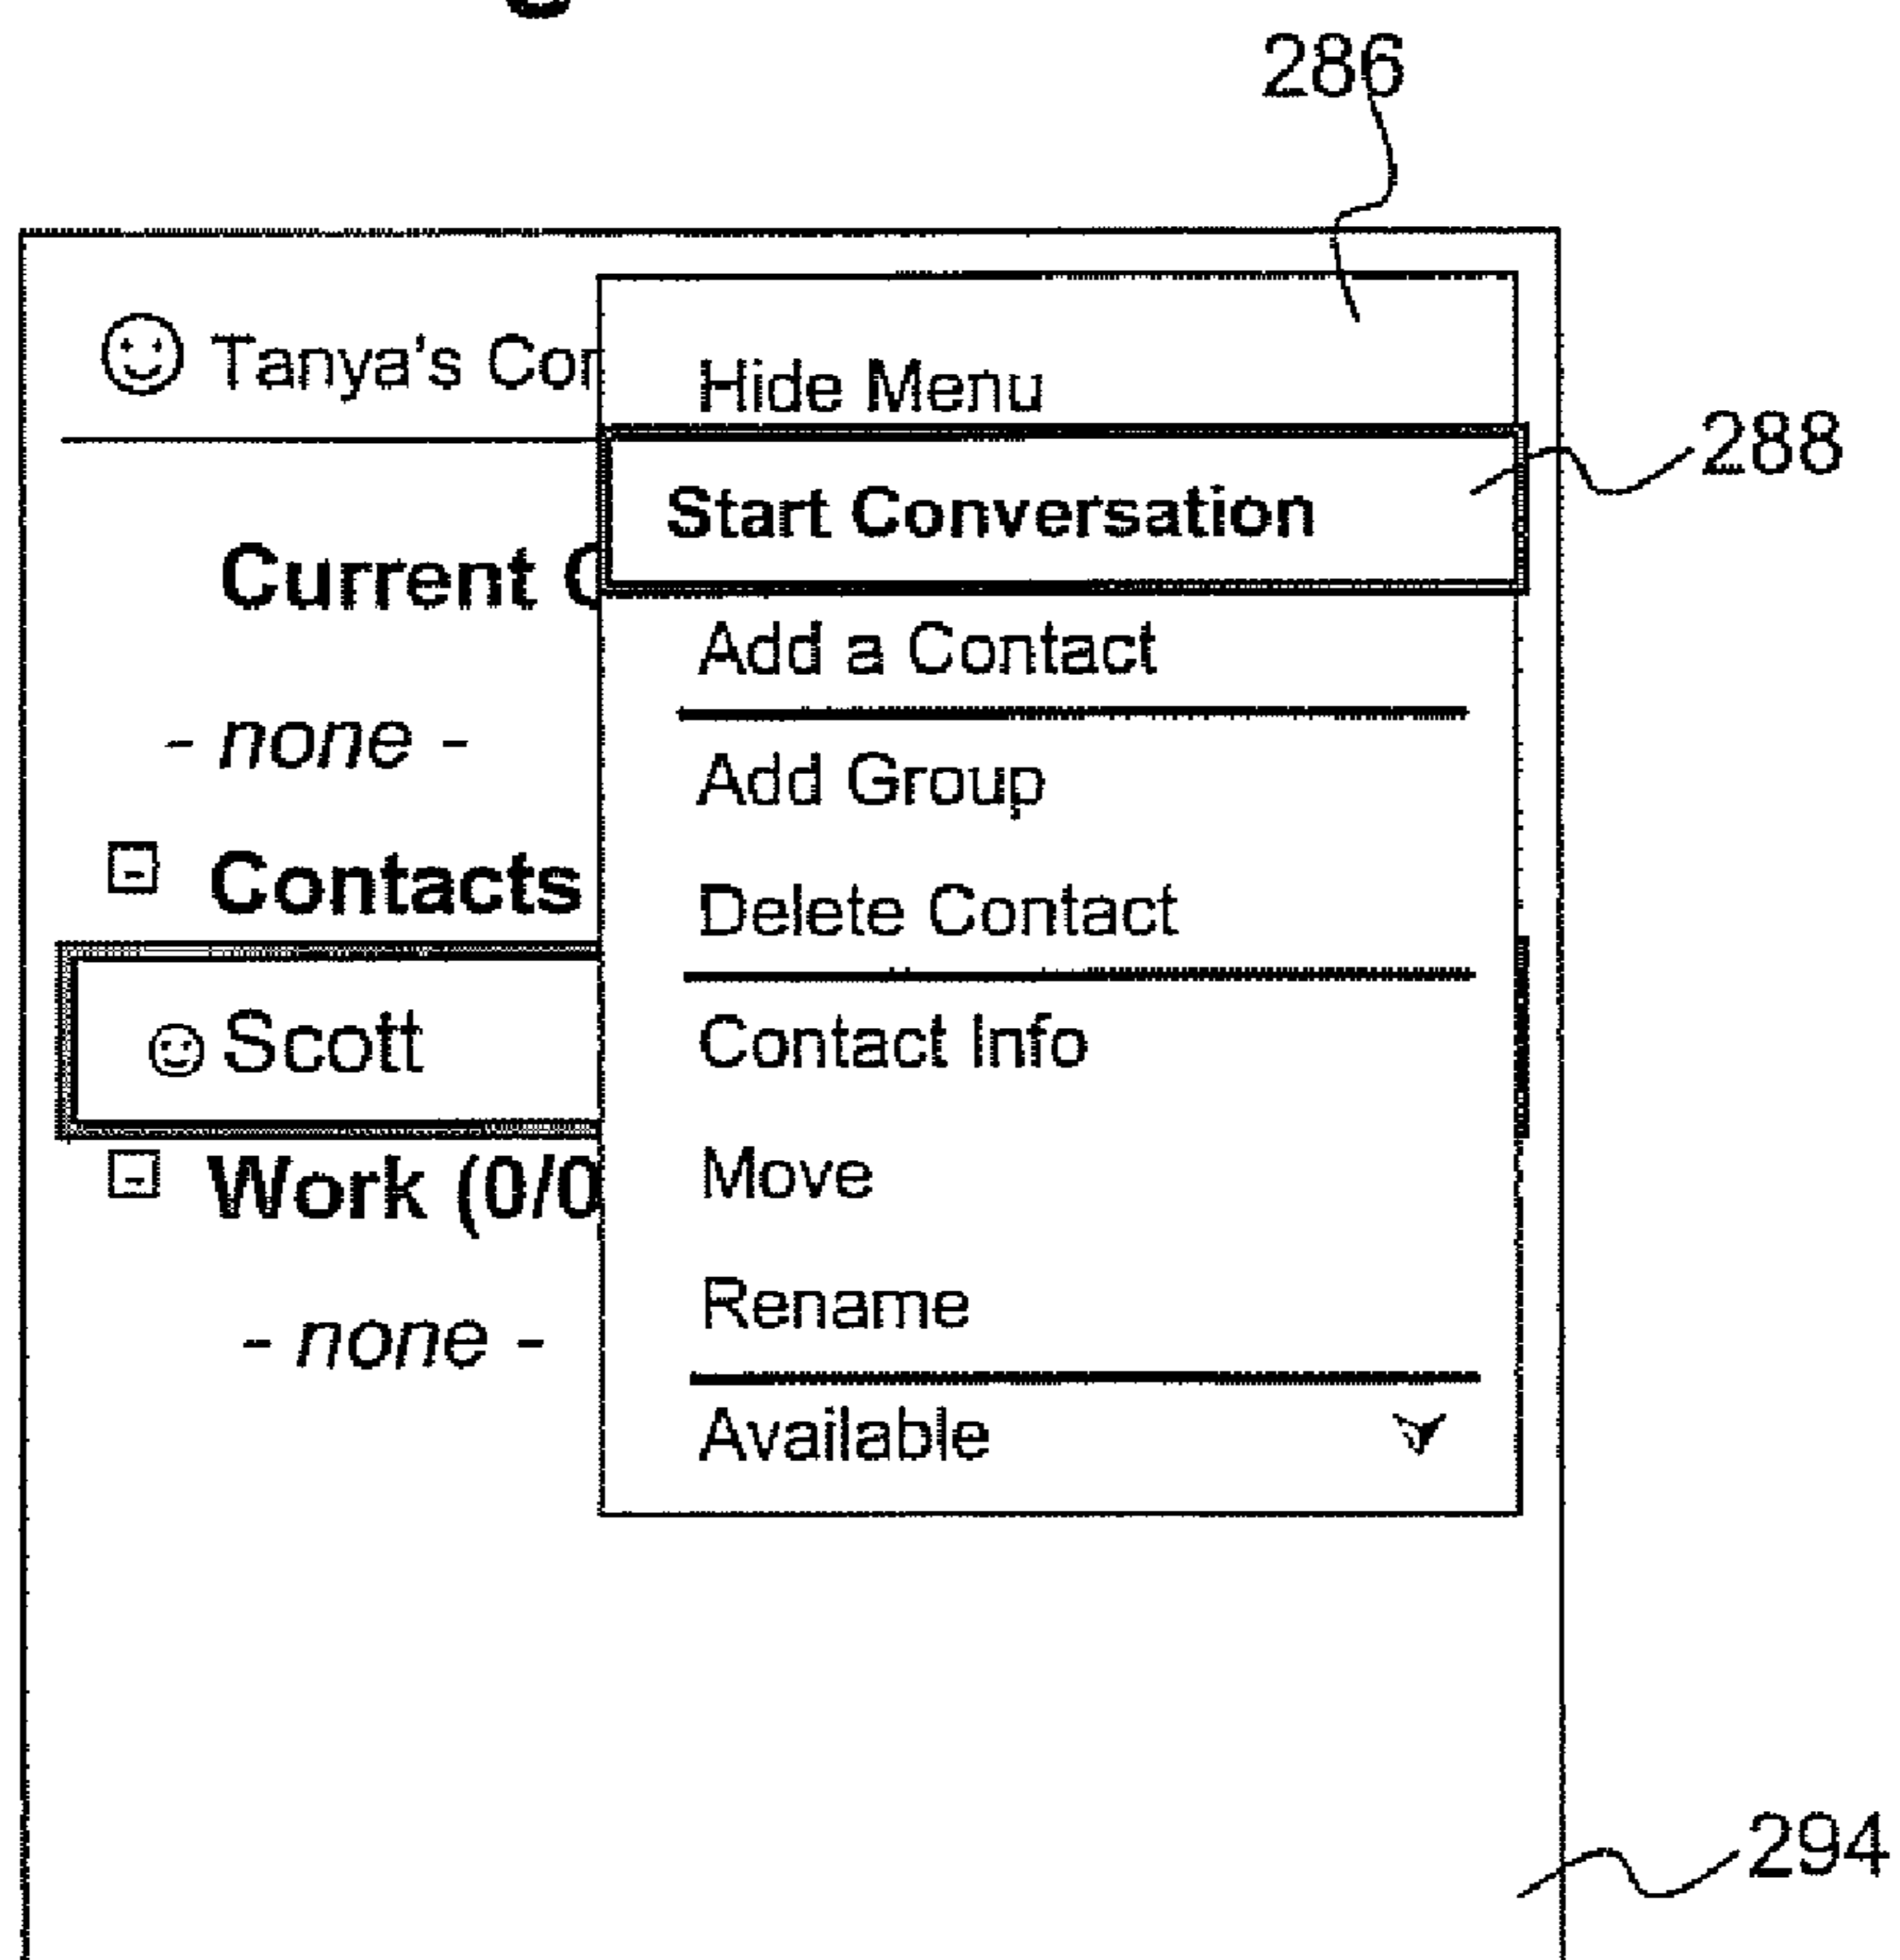 286
Tanya's Con
Hide Menu
288
Start Conversation
Current C
Add a Contact
- none -
Add Group
Contacts
Delete Contact
Scott
Contact Info
Work (0/0
Move
Rename
- none -
Available
294